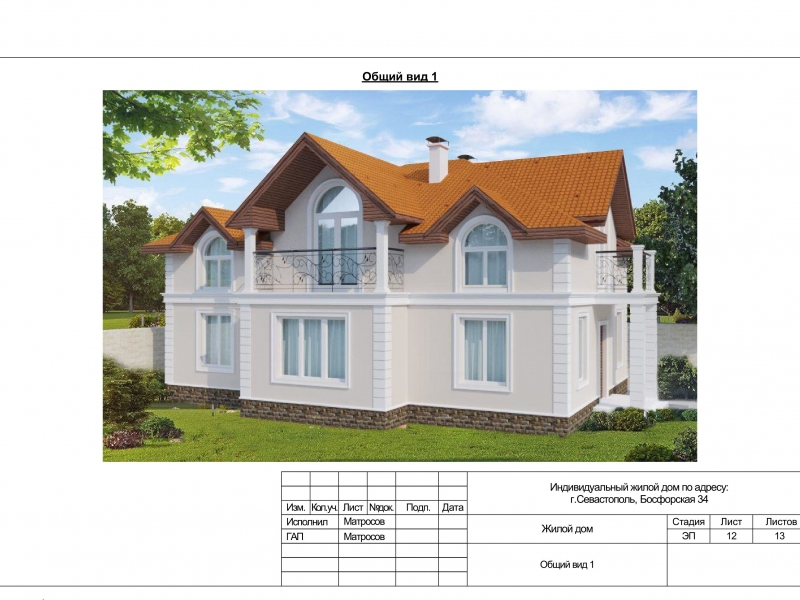 Общий вид 1
Индивидуальный жилой дом по адресу:
г.Севастополь, Босфорская 34
Изм. Кол.уч. Лист №док. Подп. Дата
Исполнил Матросов
ГАП Матросов
Жилой дом
Стадия Лист Листов
ЭП 12 13
Общий вид 1